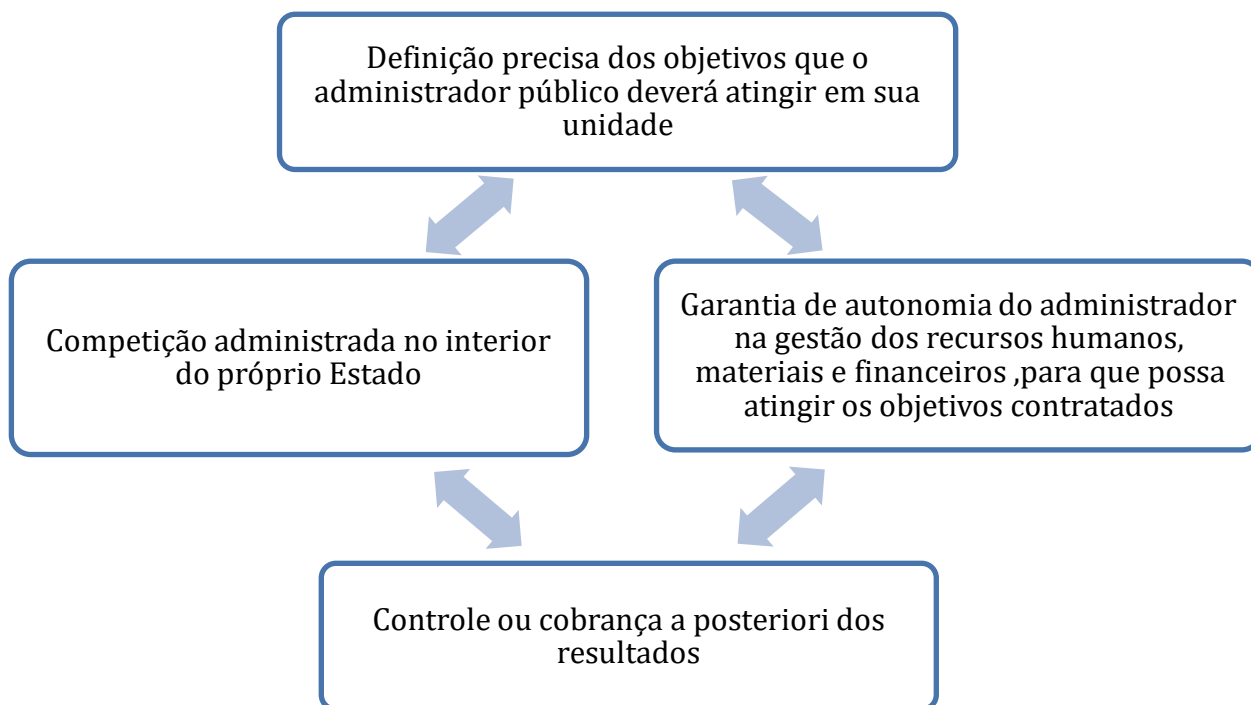 Definição precisa dos objetivos que o
administrador público deverá atingir em sua
unidade
Competição administrada no interior
do próprio Estado
Garantia de autonomia do administrador
na gestão dos recursos humanos,
materiais e financeiros ,para que possa
atingir os objetivos contratados
Controle ou cobrança a posteriori dos
resultados